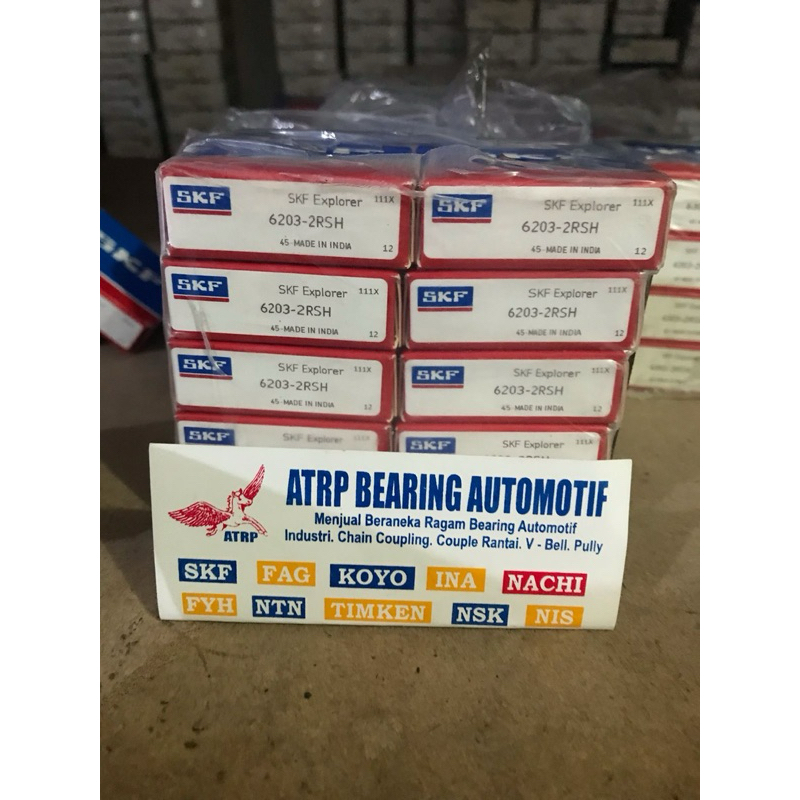 SKF
SKF Explorer 111X
6203-2RSH
45 MADE IN INDIA 12
SKF
SKF Explorer 111X
6203-2RSH
45 MADE IN INDIA 12
SKF
SKF Explorer 111X
6203-2RSH
45 MADE IN INDIA 12
SKF
SKF Explorer 111X
6203-2RSH
45 MADE IN INDIA 12
SKF
SKF Explorer 111X
6203-2RSH
45 MADE IN INDIA 12
SKF
SKF Explorer 111X
6203-2RSH
45 MADE IN INDIA 12
SKF
SKF Explorer 111X
SKF
SKF Explorer 111X
SKF
ATRP
ATRP BEARING AUTOMOTIF
Menjual Beraneka Ragam Bearing Automotif
Industri. Chain Coupling. Couple Rantai. V - Bell. Pully
SKF FAG KOYO INA NACHI
FYH NTN TIMKEN NSK NIS